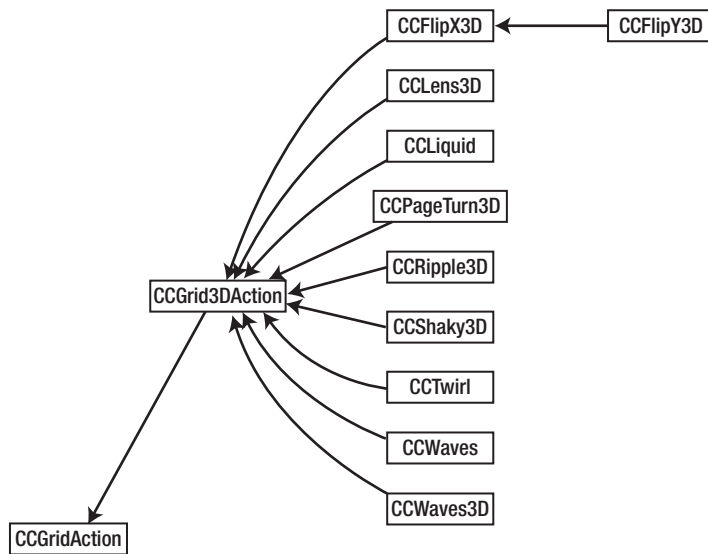 CCFlipX3D
CCFlipY3D
CCLens3D
CCLiquid
CCPageTurn3D
CCRipple3D
CCGrid3DAction
CCShaky3D
CCTwirl
CCWaves
CCWaves3D
CCGridAction